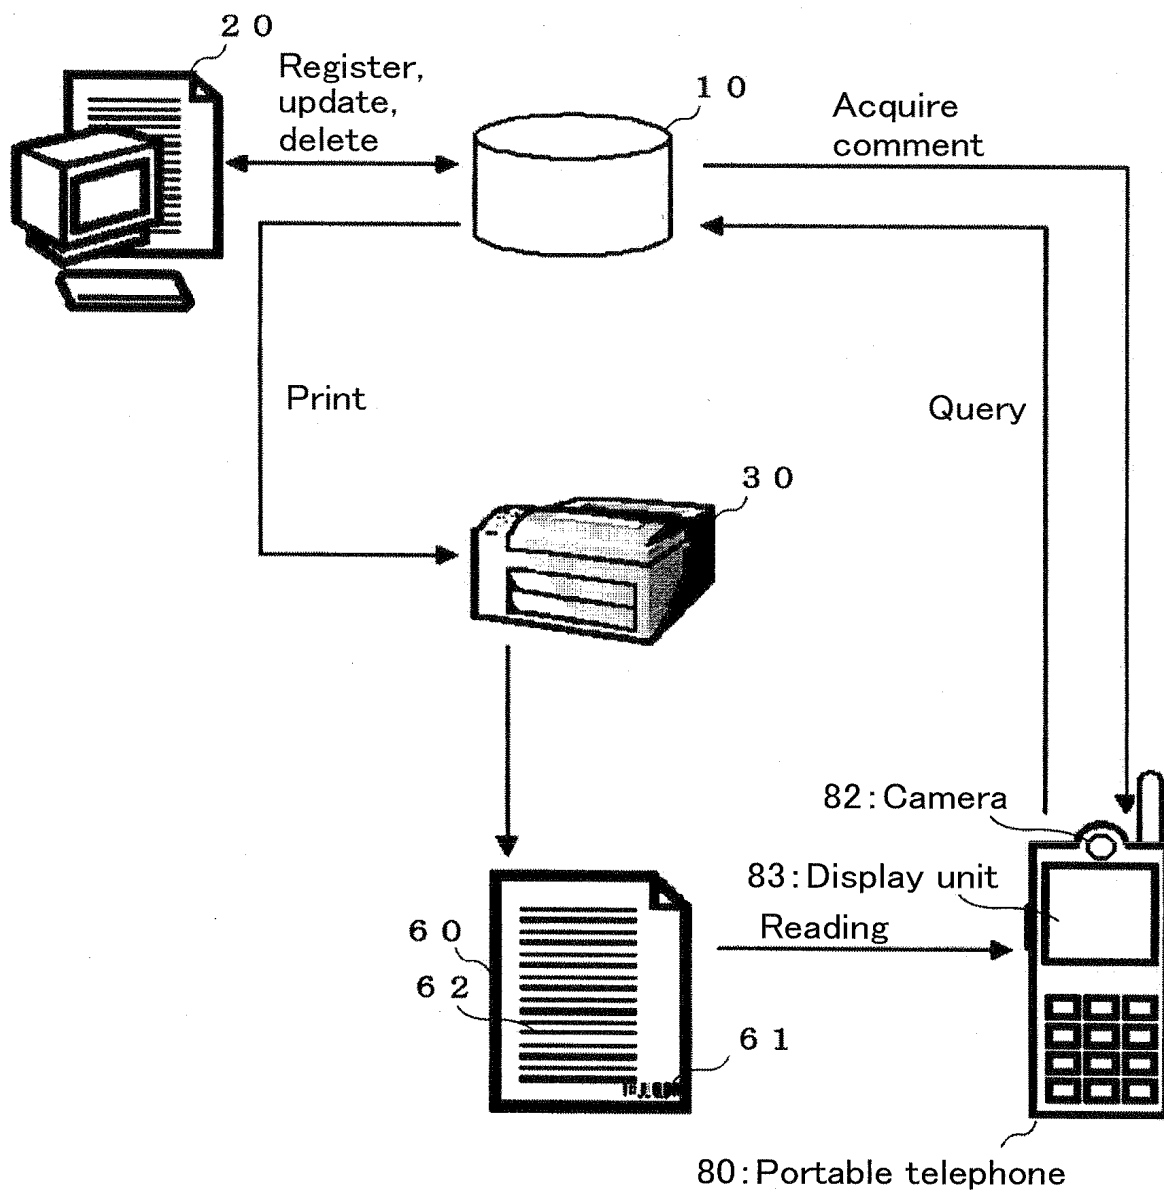 20
Register,
update,
delete
10
Acquire
comment
Print
Query
30
82:Camera
83:Display unit
Reading
60
62
61
80:Portable telephone